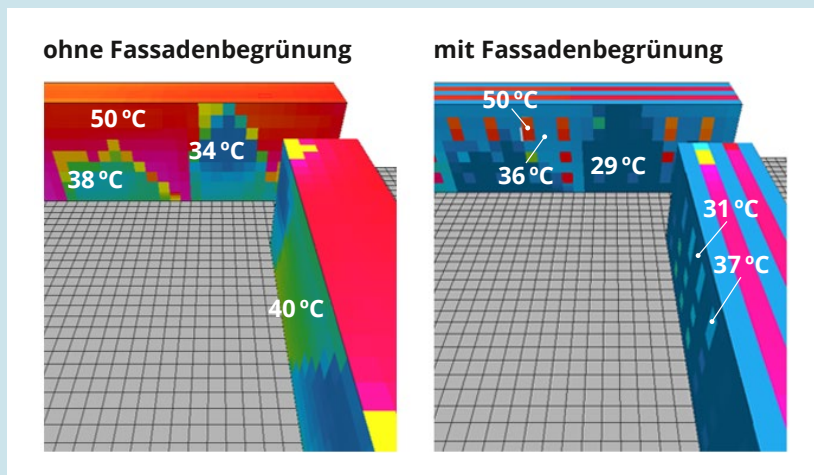 ohne Fassadenbegrünung
50 °C
34 °C
38 °C
40 °C
mit Fassadenbegrünung
50 °C
36 °C
29 °C
31 °C
37 °C